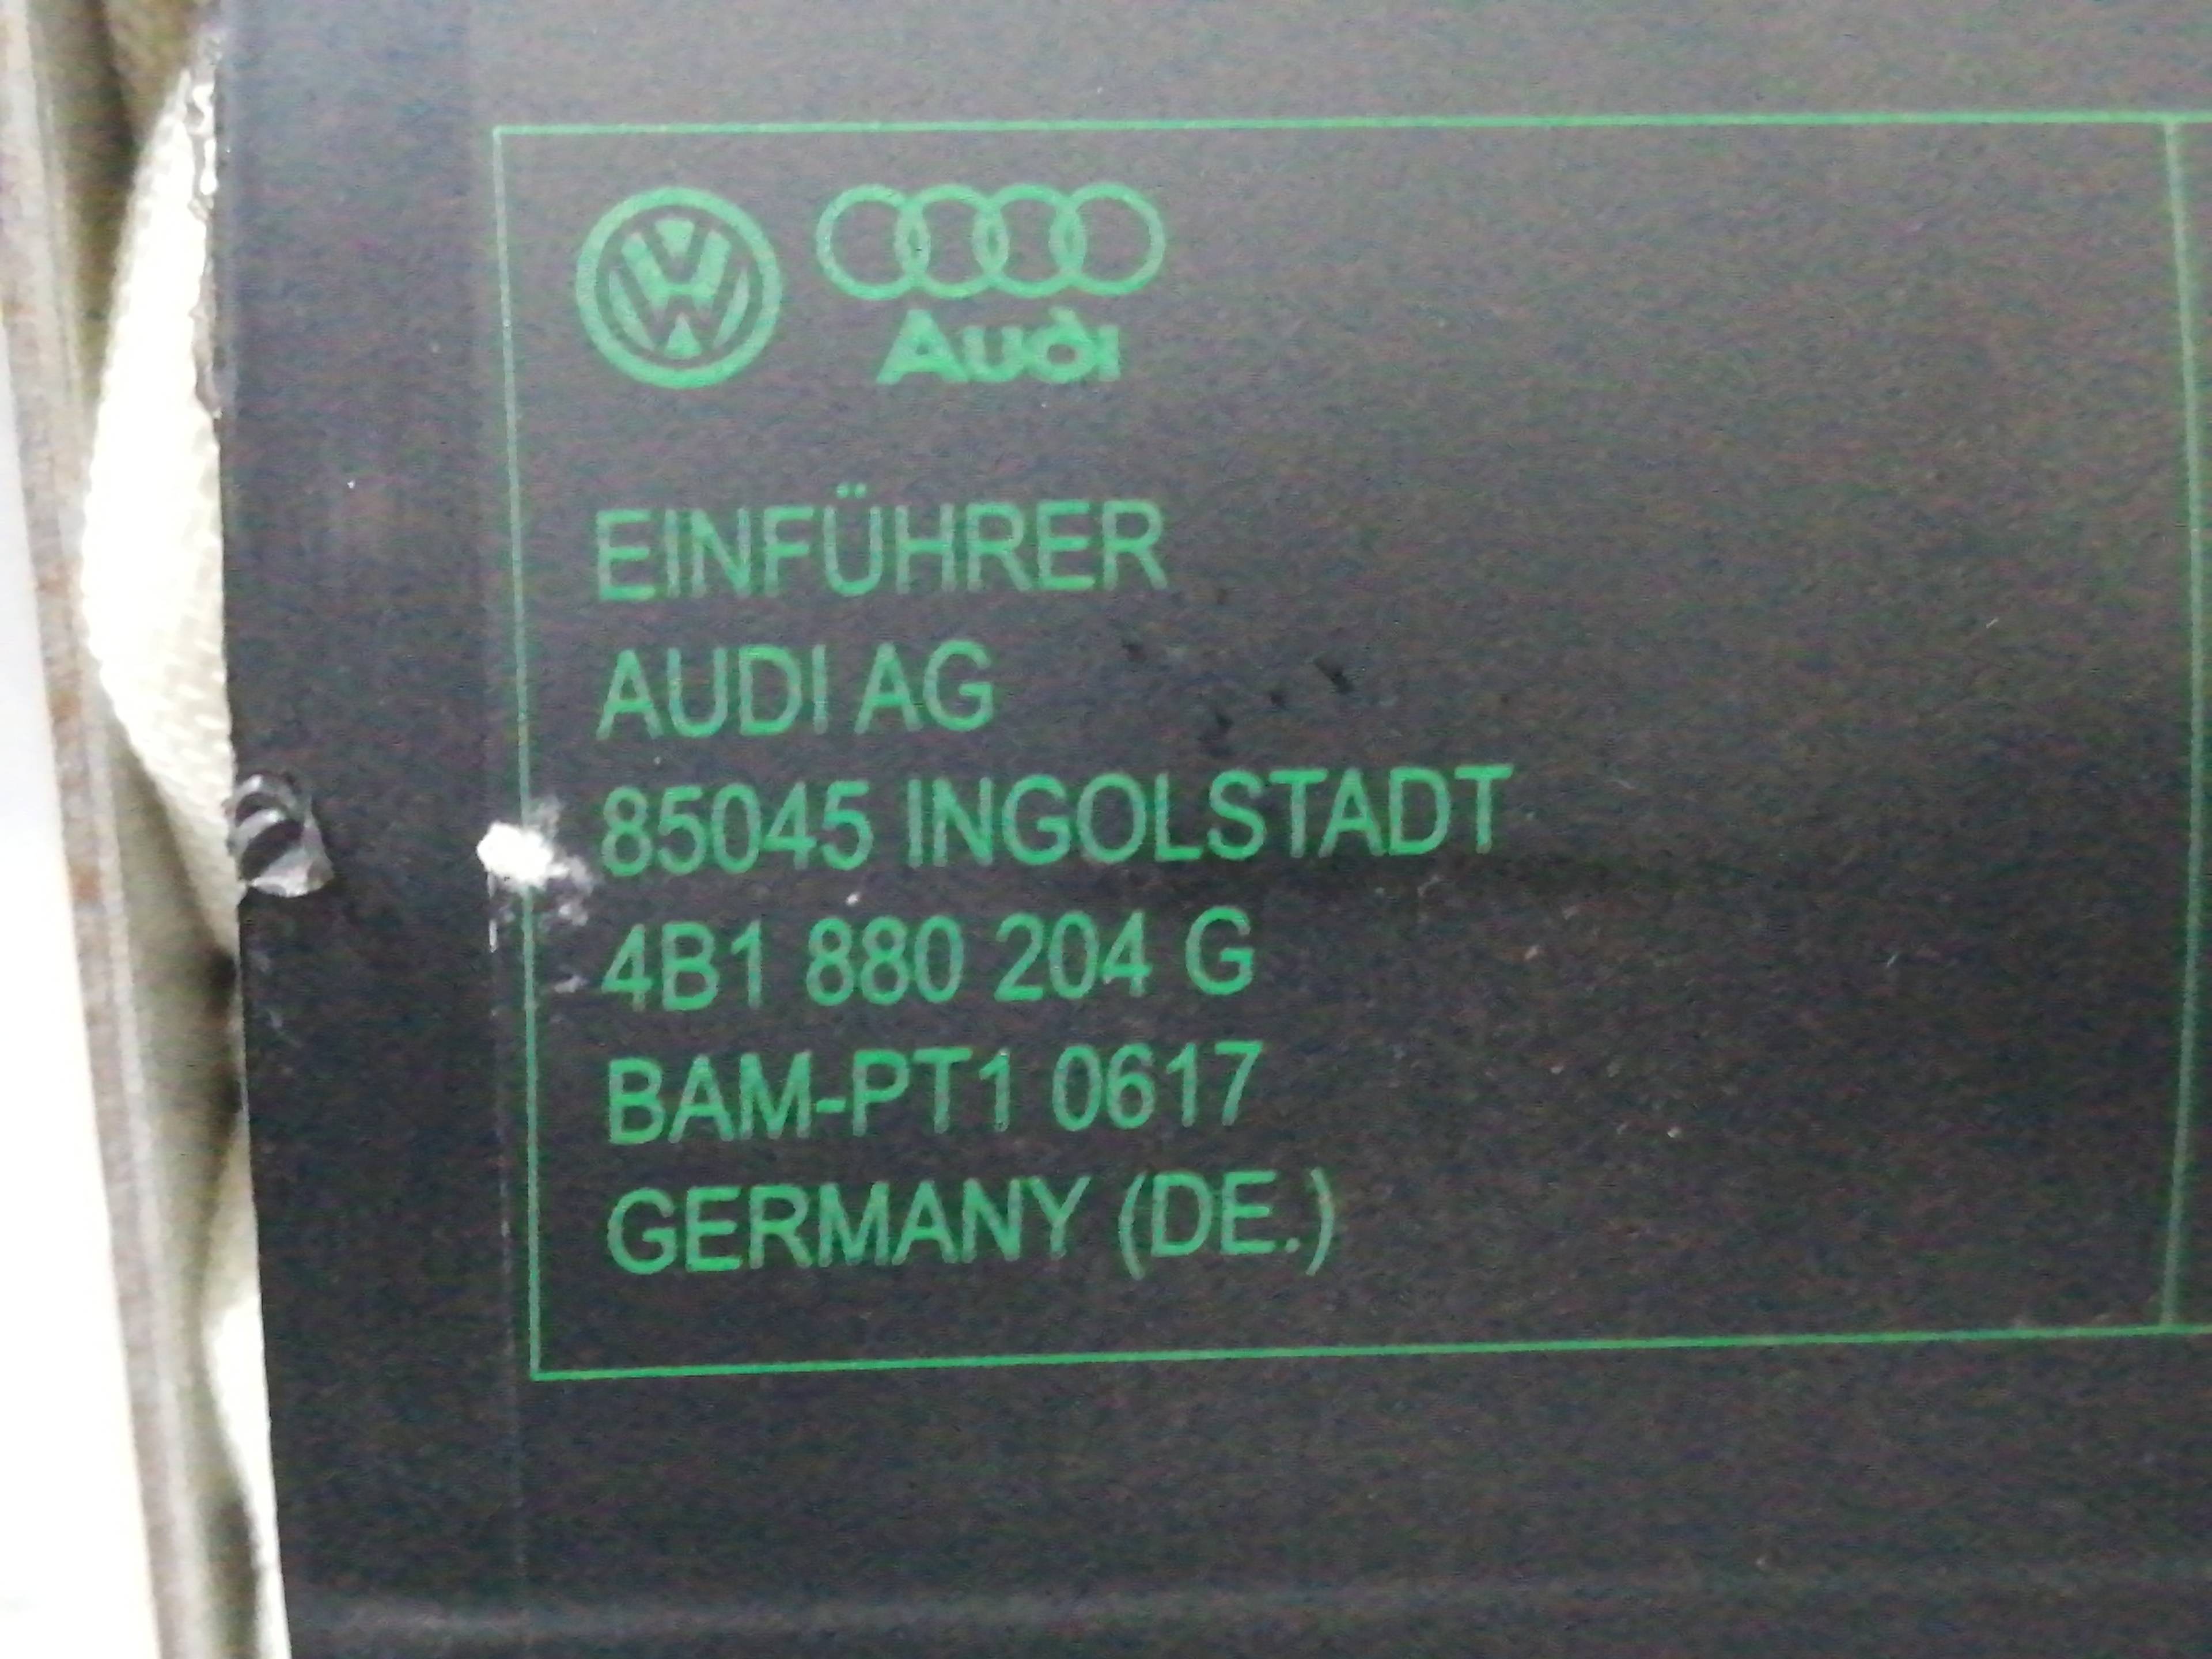 Audi
EINFÜHRER
AUDI AG
85045 INGOLSTADT
4B1 880 204 G
BAM-PT1 0617
GERMANY (DE.)